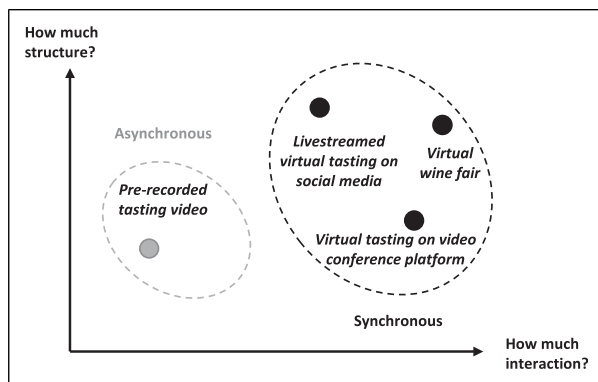 How much
structure?
Asynchronous
Pre-recorded
tasting video
Livestreamed
virtual tasting on
social media
Virtual
wine fair
Virtual tasting on video
conference platform
Synchronous
How much
interaction?